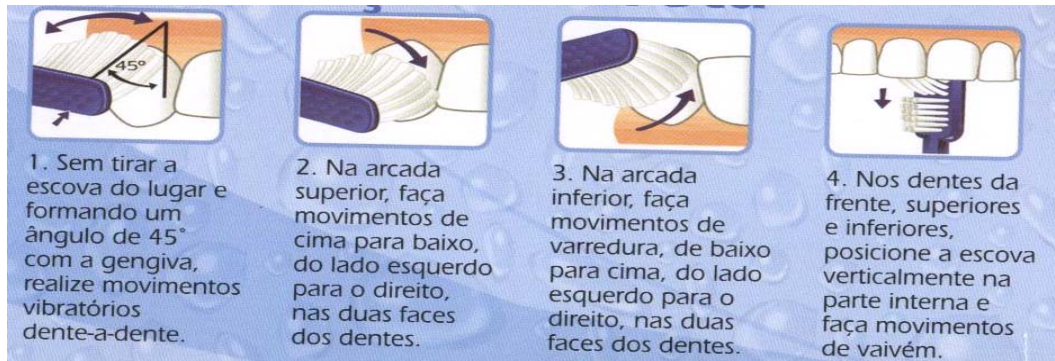 45°
1. Sem tirar a
escova do lugar e
formando um
ângulo de 45°
com a gengiva,
realize movimentos
vibratórios
dente-a-dente.
2. Na arcada
superior, faça
movimentos de
cima para baixo,
do lado esquerdo
para o direito,
nas duas faces
dos dentes.
3. Na arcada
inferior, faça
movimentos de
varredura, de baixo
para cima, do lado
esquerdo para o
direito, nas duas
faces dos dentes.
4. Nos dentes da
frente, superiores
e inferiores,
posicione a escova
verticalmente na
parte interna e
faça movimentos
de vaivém.